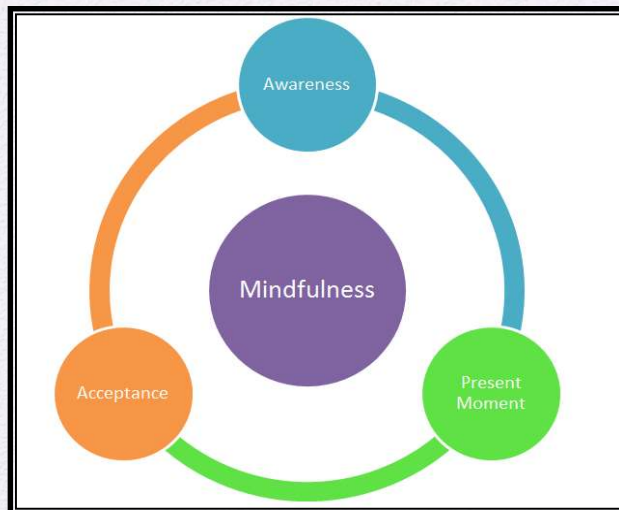 Awareness
Mindfulness
Acceptance
Present
Moment